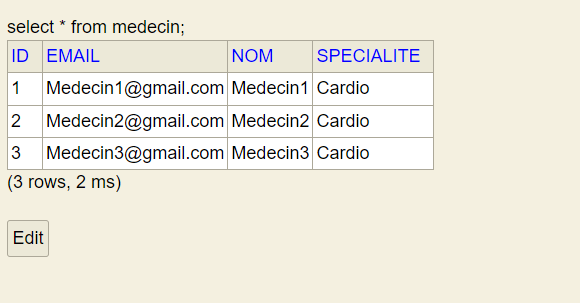 select * from medecin;
ID EMAIL NOM SPECIALITE
1 Medecin1@gmail.com Medecin1 Cardio
2 Medecin2@gmail.com Medecin2 Cardio
3 Medecin3@gmail.com Medecin3 Cardio
(3 rows, 2 ms)
Edit